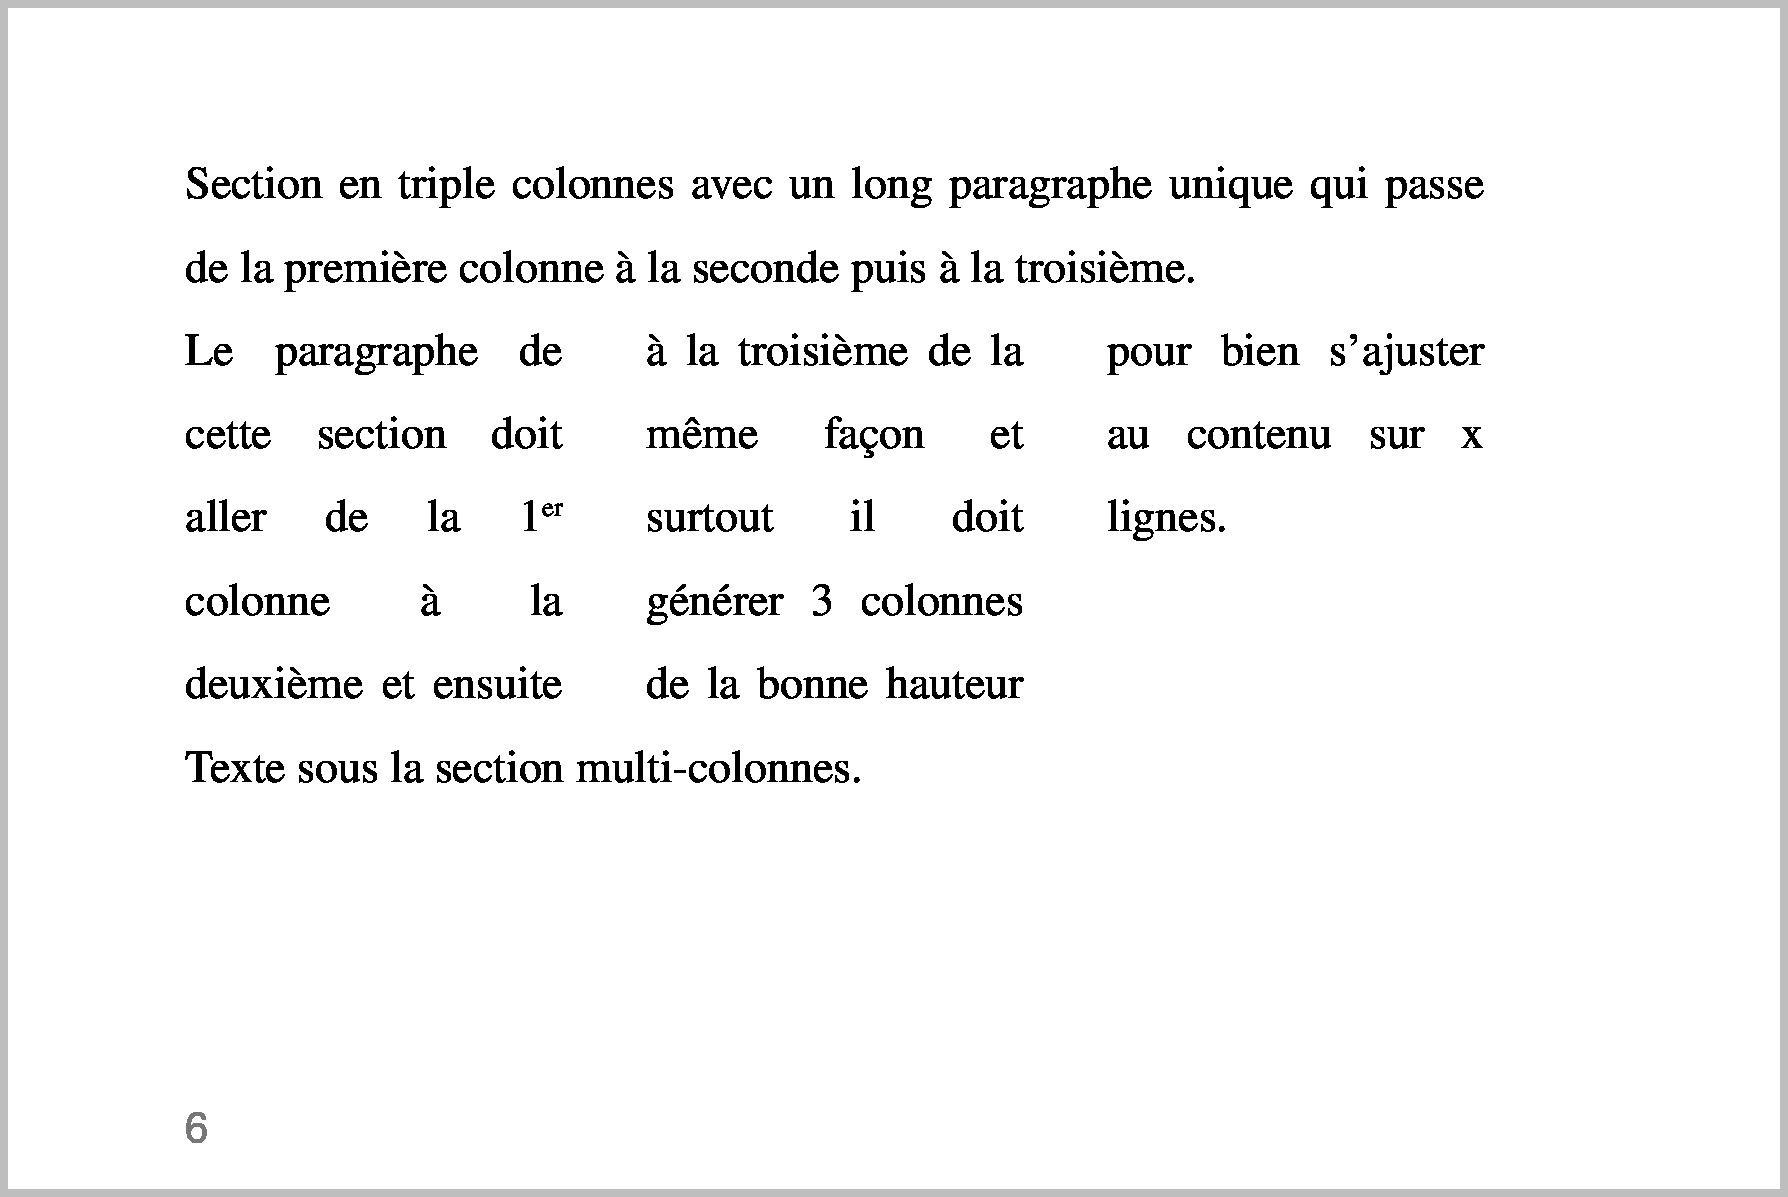 Section en triple colonnes avec un long paragraphe unique qui passe
de la première colonne à la seconde puis à la troisième.
Le paragraphe de
cette section doit
aller de la 1er
colonne à la
deuxième et ensuite
à la troisième de la
même façon et
surtout il doit
générer 3 colonnes
de la bonne hauteur
pour bien s’ajuster
au contenu sur x
lignes.
Texte sous la section multi-colonnes.
6